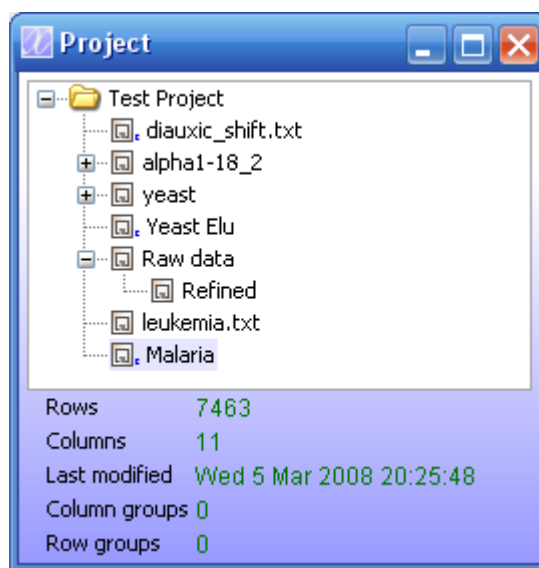 Project
Test Project
diauxic_shift.txt
alpha1-18_2
yeast
Yeast Elu
Raw data
Refined
leukemia.txt
Malaria
Rows 7463
Columns 11
Last modified Wed 5 Mar 2008 20:25:48
Column groups 0
Row groups 0